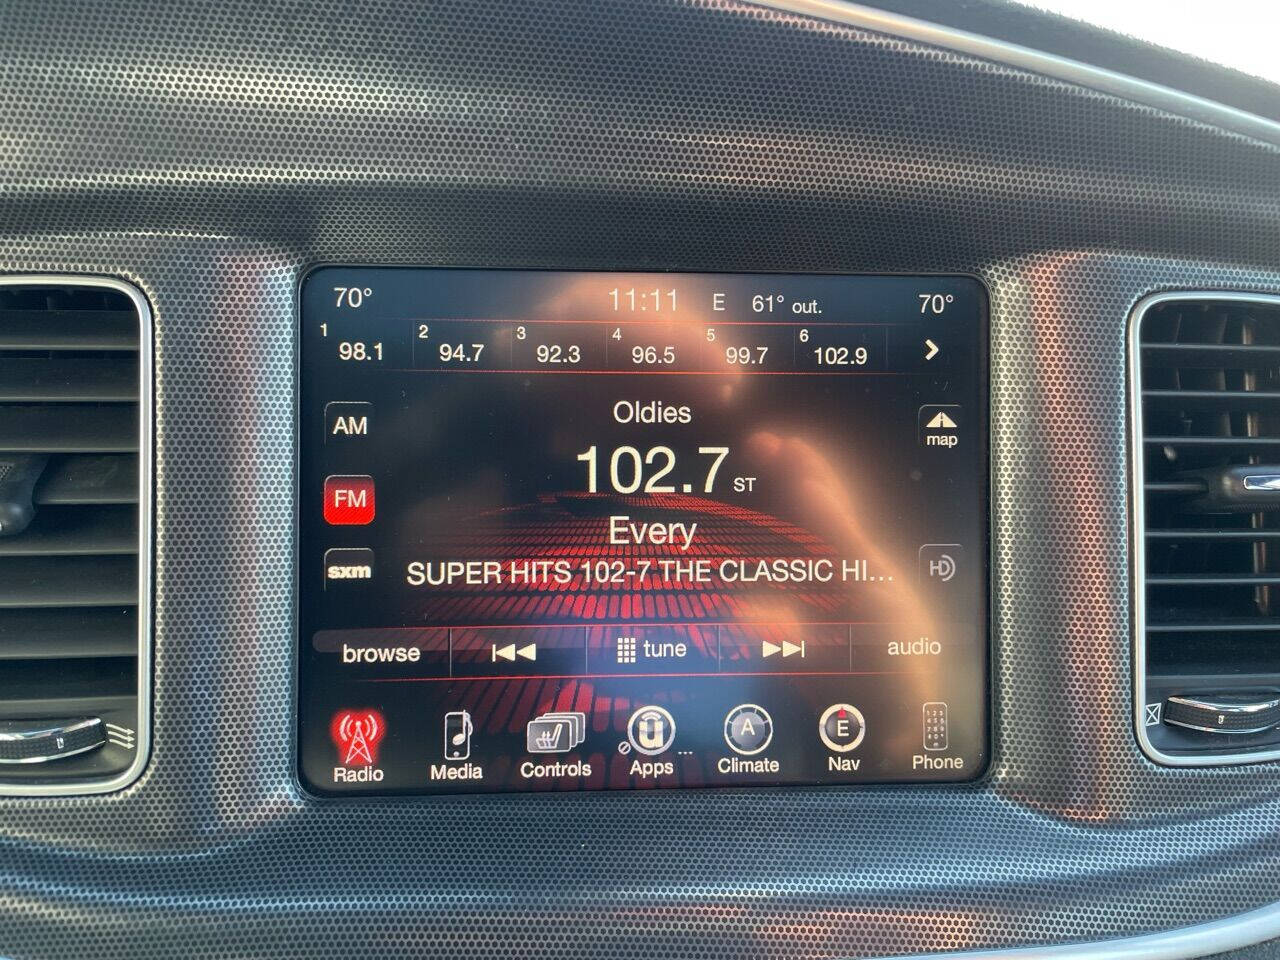 70° 11:11 E 61° out. 70°
1 98.1 2 94.7 3 92.3 4 96.5 5 99.7 6 102.9
AM
FM
sxm
Oldies
102.7 ST
Every
SUPER HITS 102-7 THE CLASSIC HI...
map
HD
browse tune audio
A E
Radio Media Controls Apps Climate Nav Phone